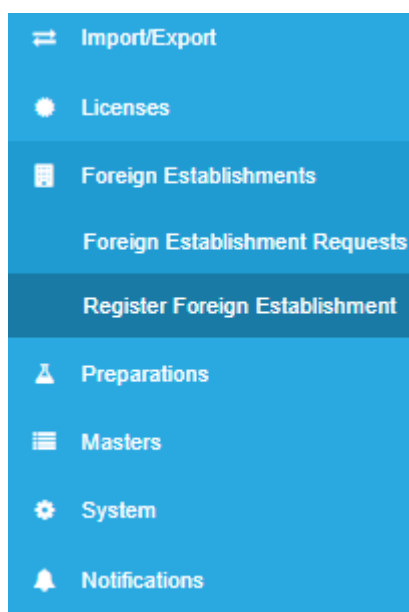 Import/Export
Licenses
Foreign Establishments
Foreign Establishment Requests
Register Foreign Establishment
Preparations
Masters
System
Notifications